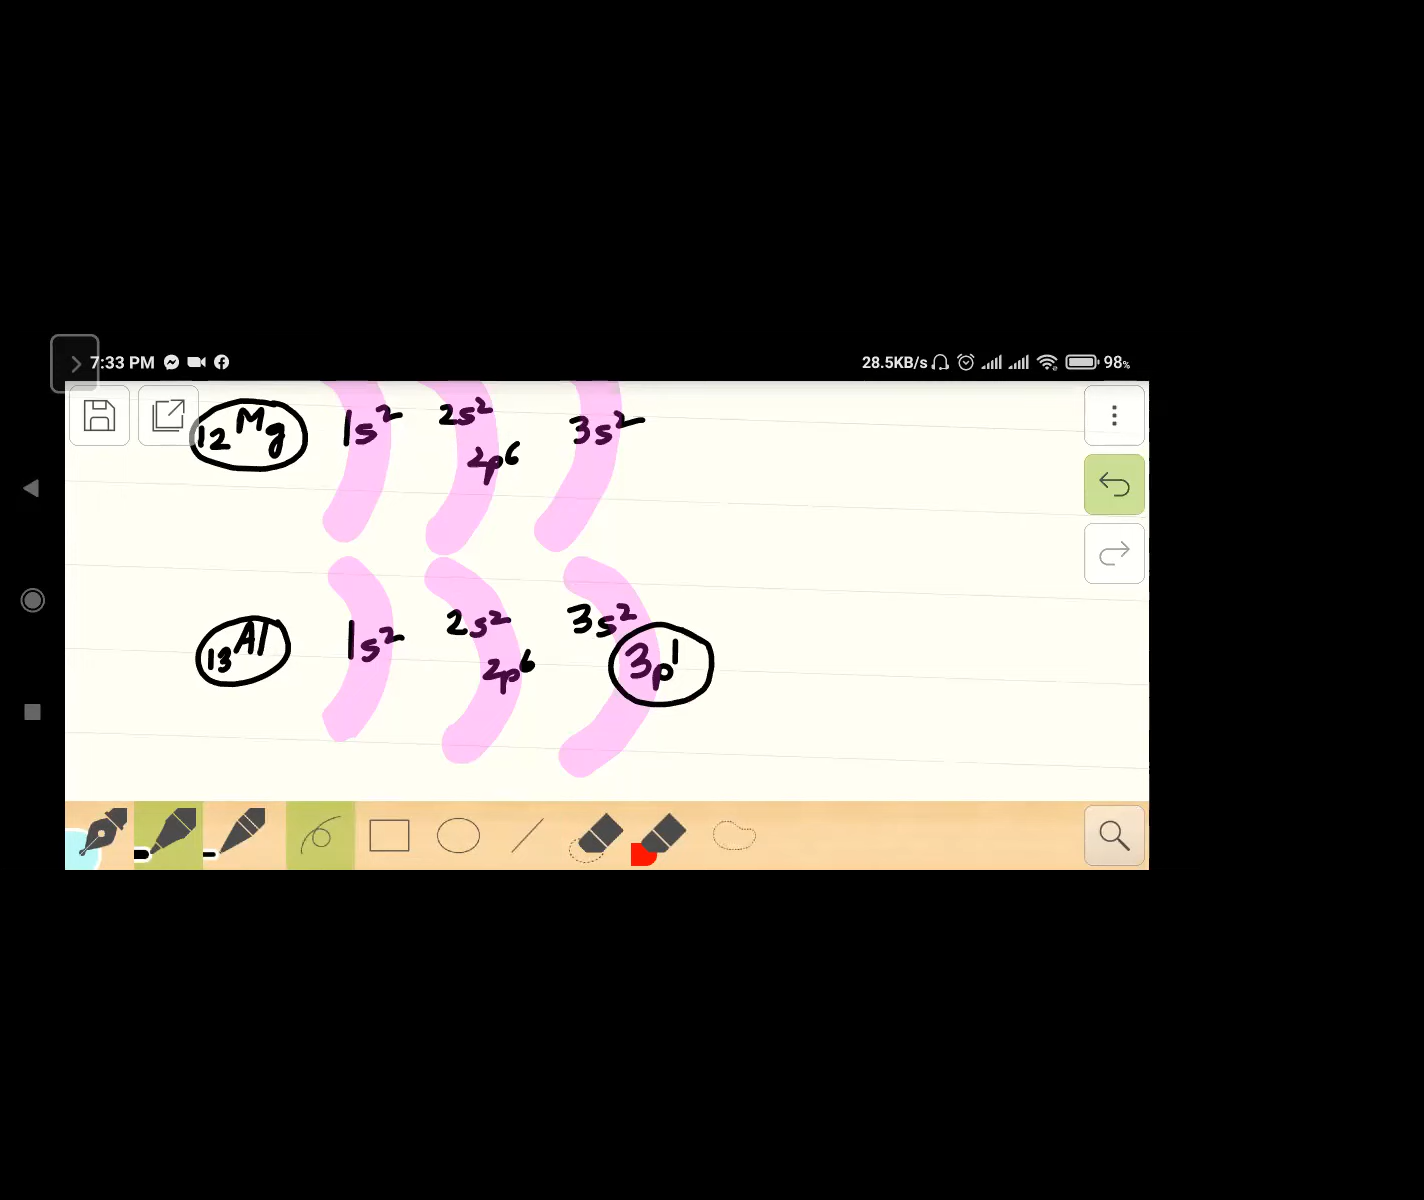 7:33 PM 28.5KB/s 98%
12Mg 1s² 2s² 3s²
2p⁶
13Al 1s² 2s² 3s²
2p⁶ 3p¹